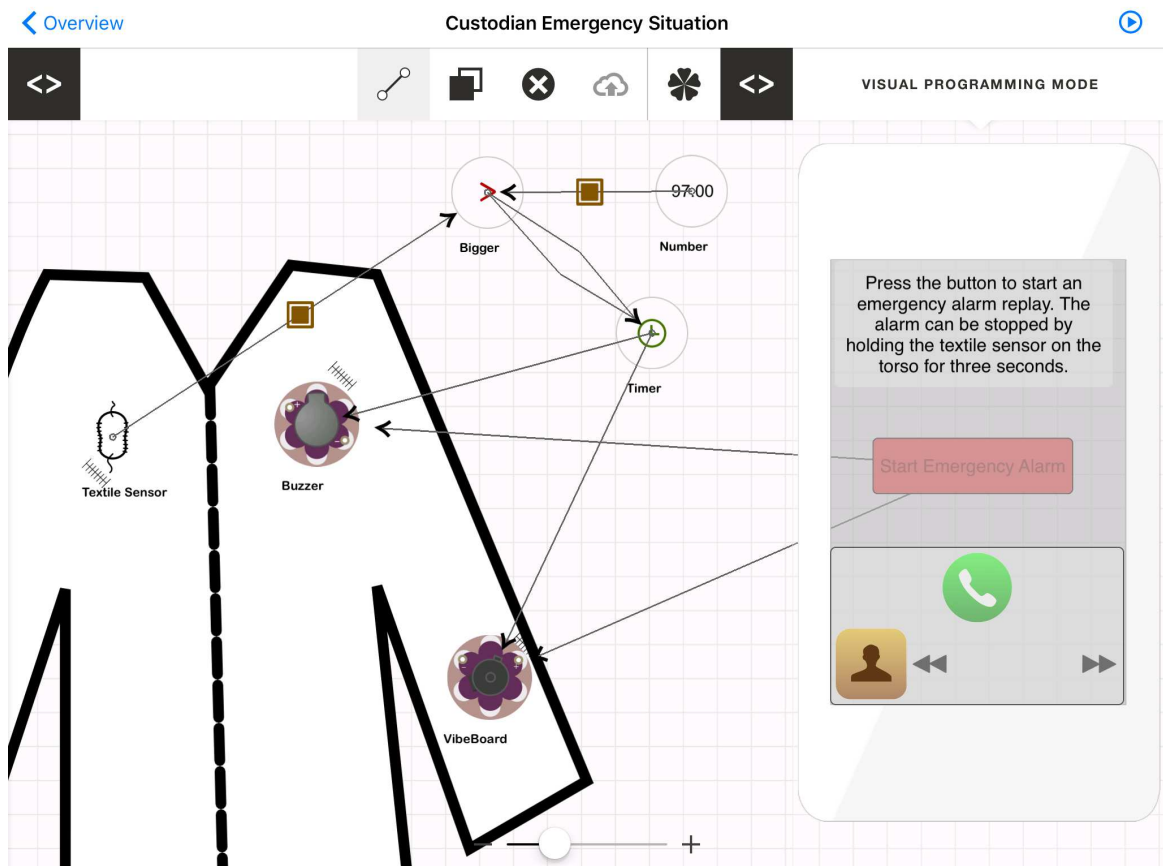 Overview
Custodian Emergency Situation
<>
<>
VISUAL PROGRAMMING MODE
97.00
Bigger
Number
Press the button to start an
emergency alarm replay. The
alarm can be stopped by
holding the textile sensor on the
torso for three seconds.
Timer
Start Emergency Alarm
Textile Sensor
Buzzer
VibeBoard